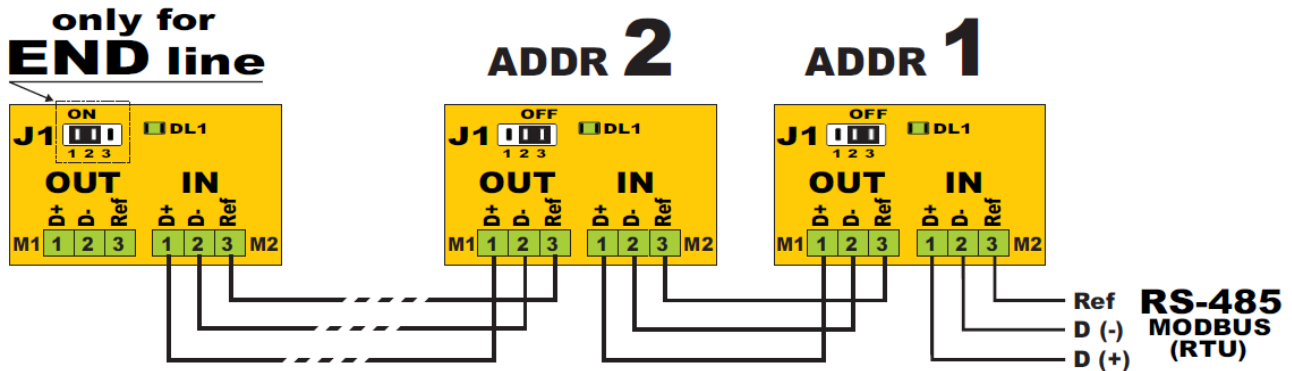 only for
END line
ADDR 2
ADDR 1
ON
J1
DL1
1 2 3
OUT IN
D+ D- Ref D+ D- Ref
M1 1 2 3 1 2 3 M2
OFF
J1
DL1
1 2 3
OUT IN
D+ D- Ref D+ D- Ref
M1 1 2 3 1 2 3 M2
OFF
J1
DL1
1 2 3
OUT IN
D+ D- Ref D+ D- Ref
M1 1 2 3 1 2 3 M2
Ref
D (-)
D (+)
RS-485
MODBUS
(RTU)